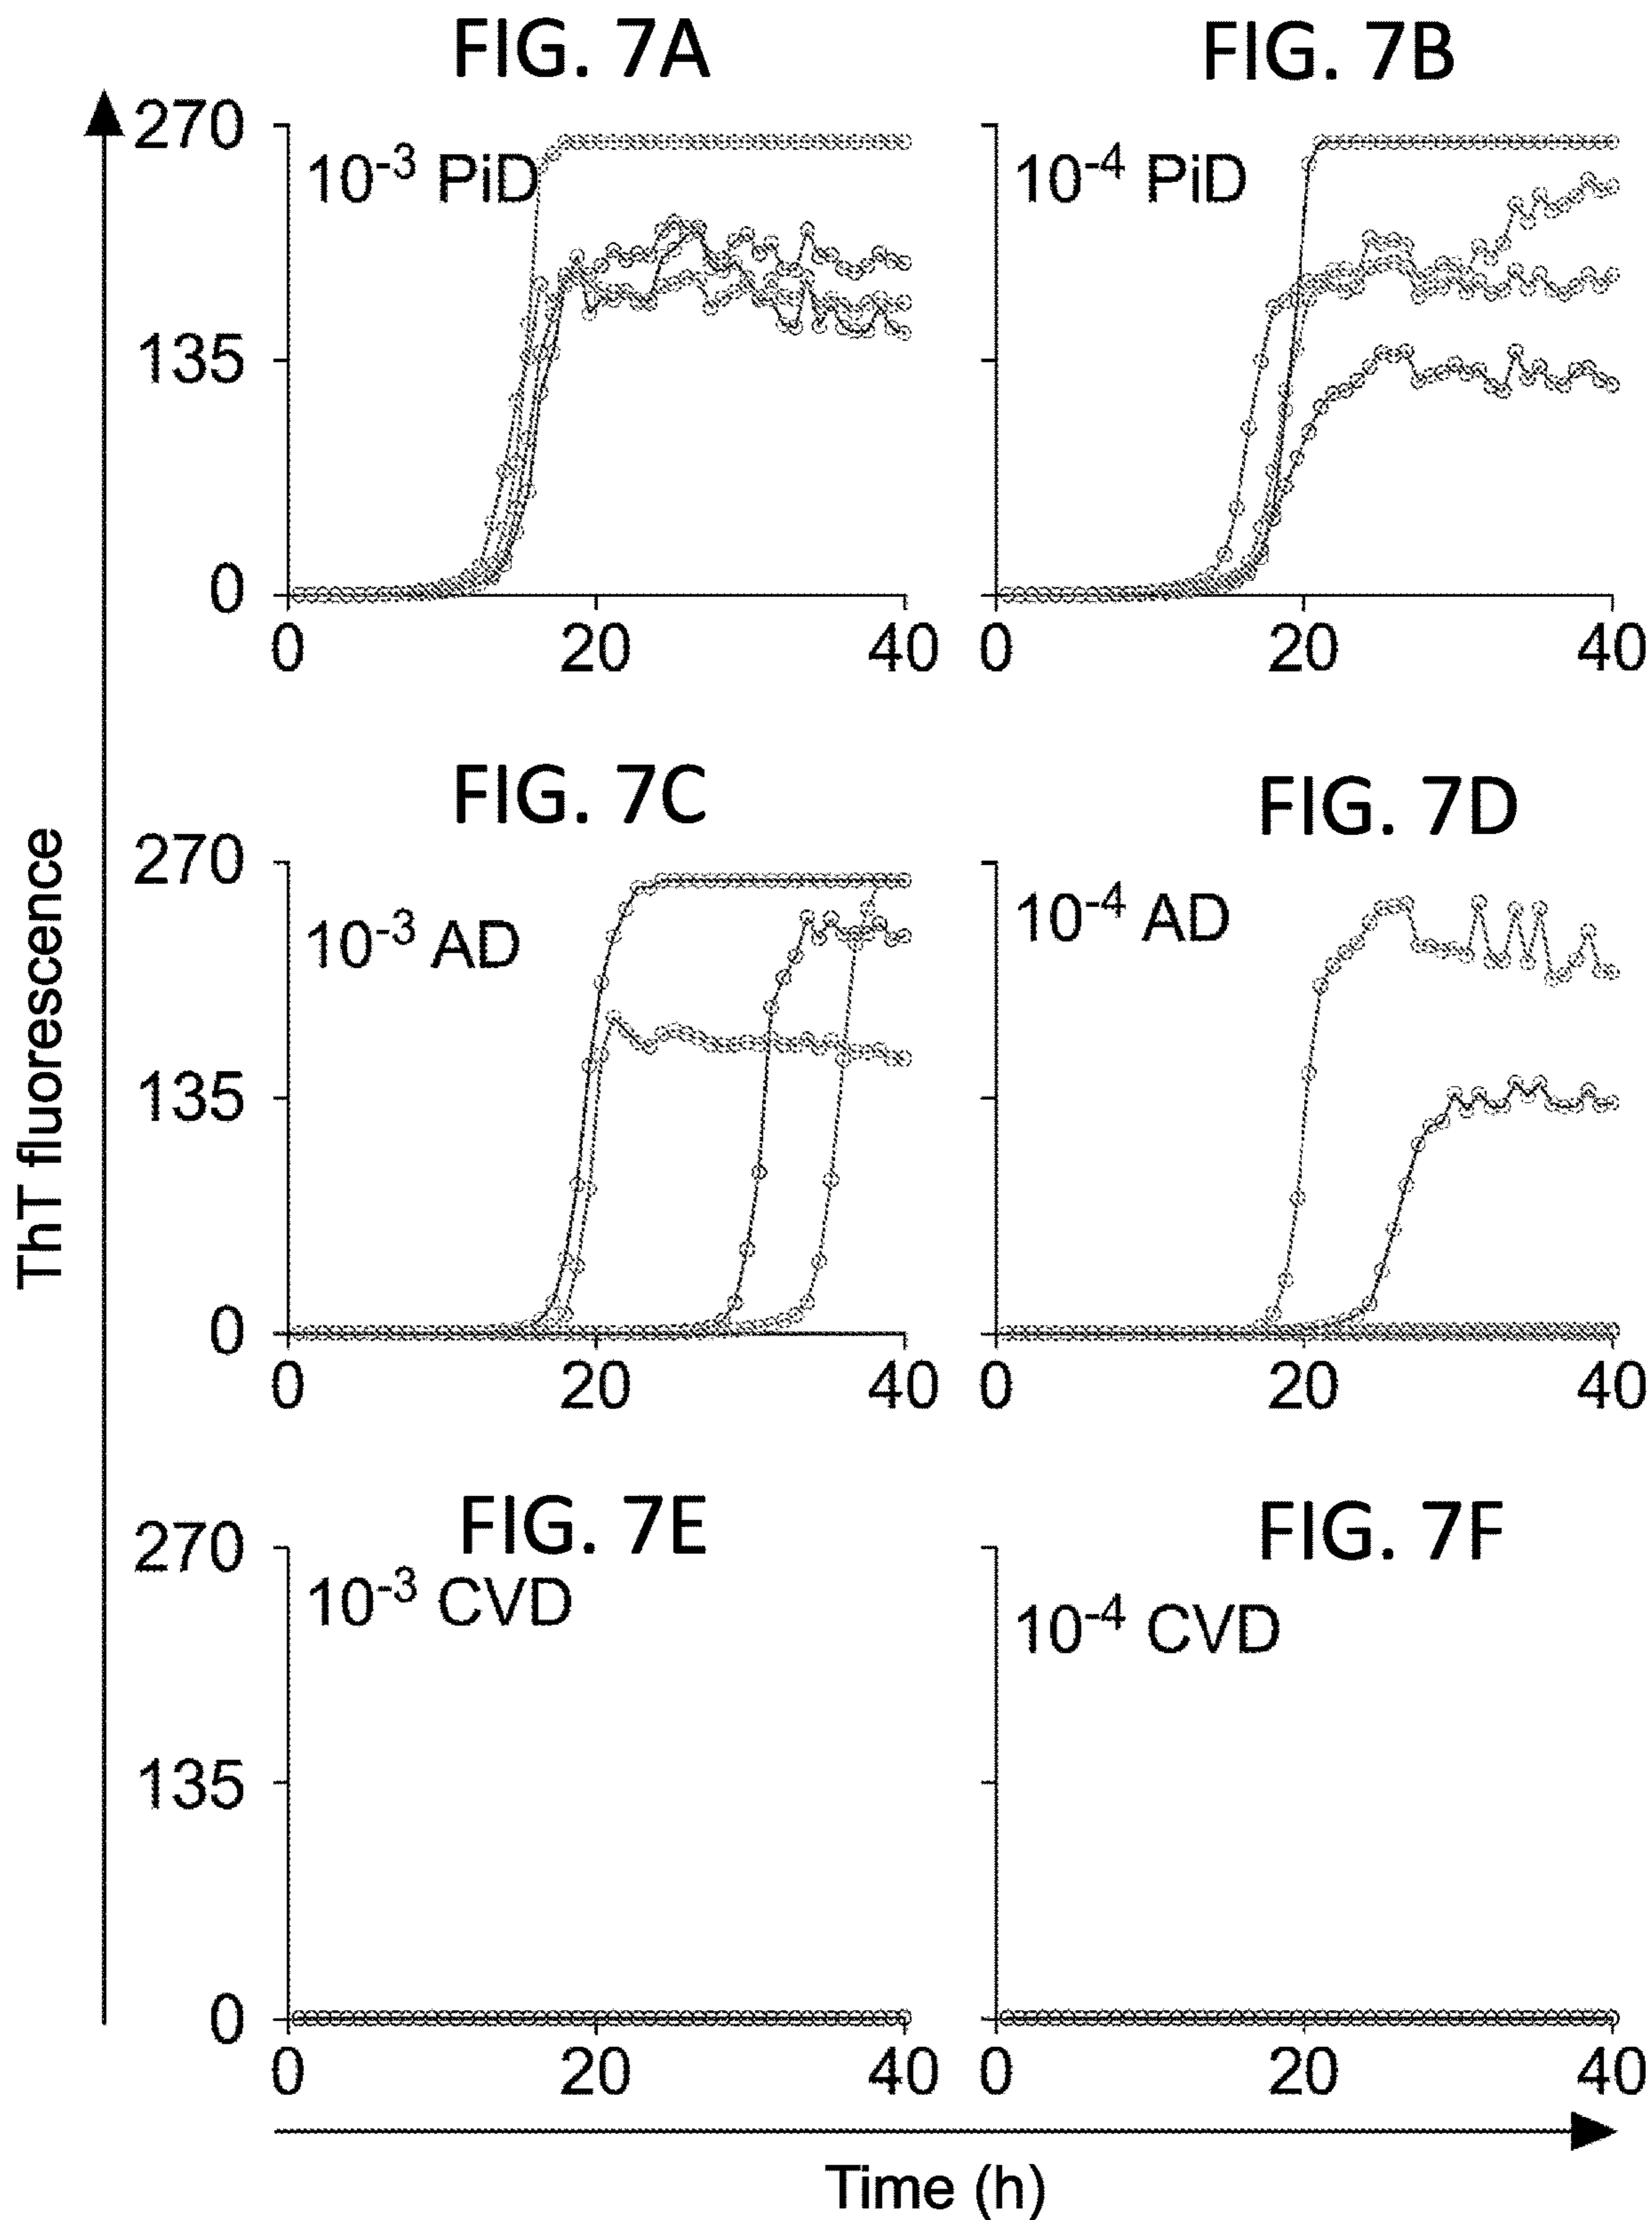 FIG. 7A
FIG. 7B
270
10⁻³ PiD
10⁻⁴ PiD
135
0
0 20 40 0 20 40
FIG. 7C
FIG. 7D
270
10⁻³ AD
10⁻⁴ AD
135
0
0 20 40 0 20 40
ThT fluorescence
FIG. 7E
FIG. 7F
270
10⁻³ CVD
10⁻⁴ CVD
135
0
0 20 40 0 20 40
Time (h)